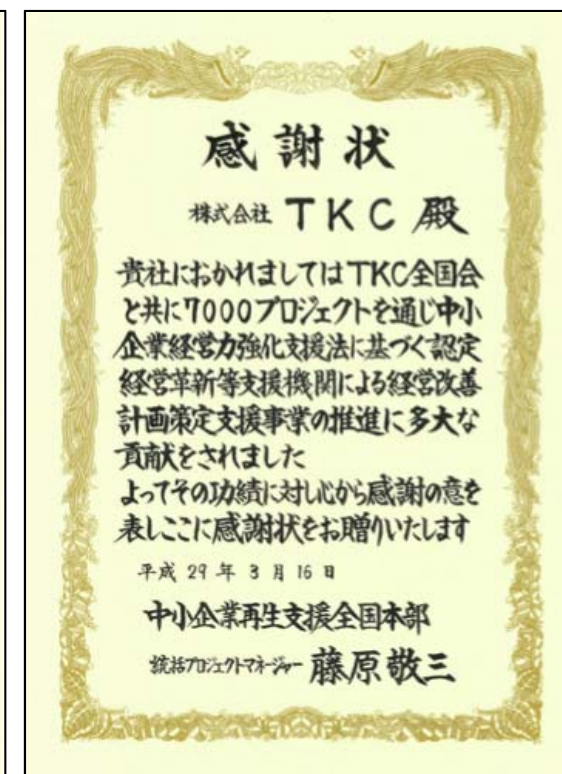 感謝状
株式会社 TKC 殿
貴社におかれましてはTKC全国会
と共に7000プロジェクトを通じ中小
企業経営力強化支援法に基づく認定
経営革新等支援機関による経営改善
計画策定支援事業の推進に多大な
貢献をされました
よってその功績に対し心から感謝の意を
表しここに感謝状をお贈りいたします
平成 29 年 3 月 16 日
中小企業再生支援全国本部
統括プロジェクトマネージャー 藤原敬三